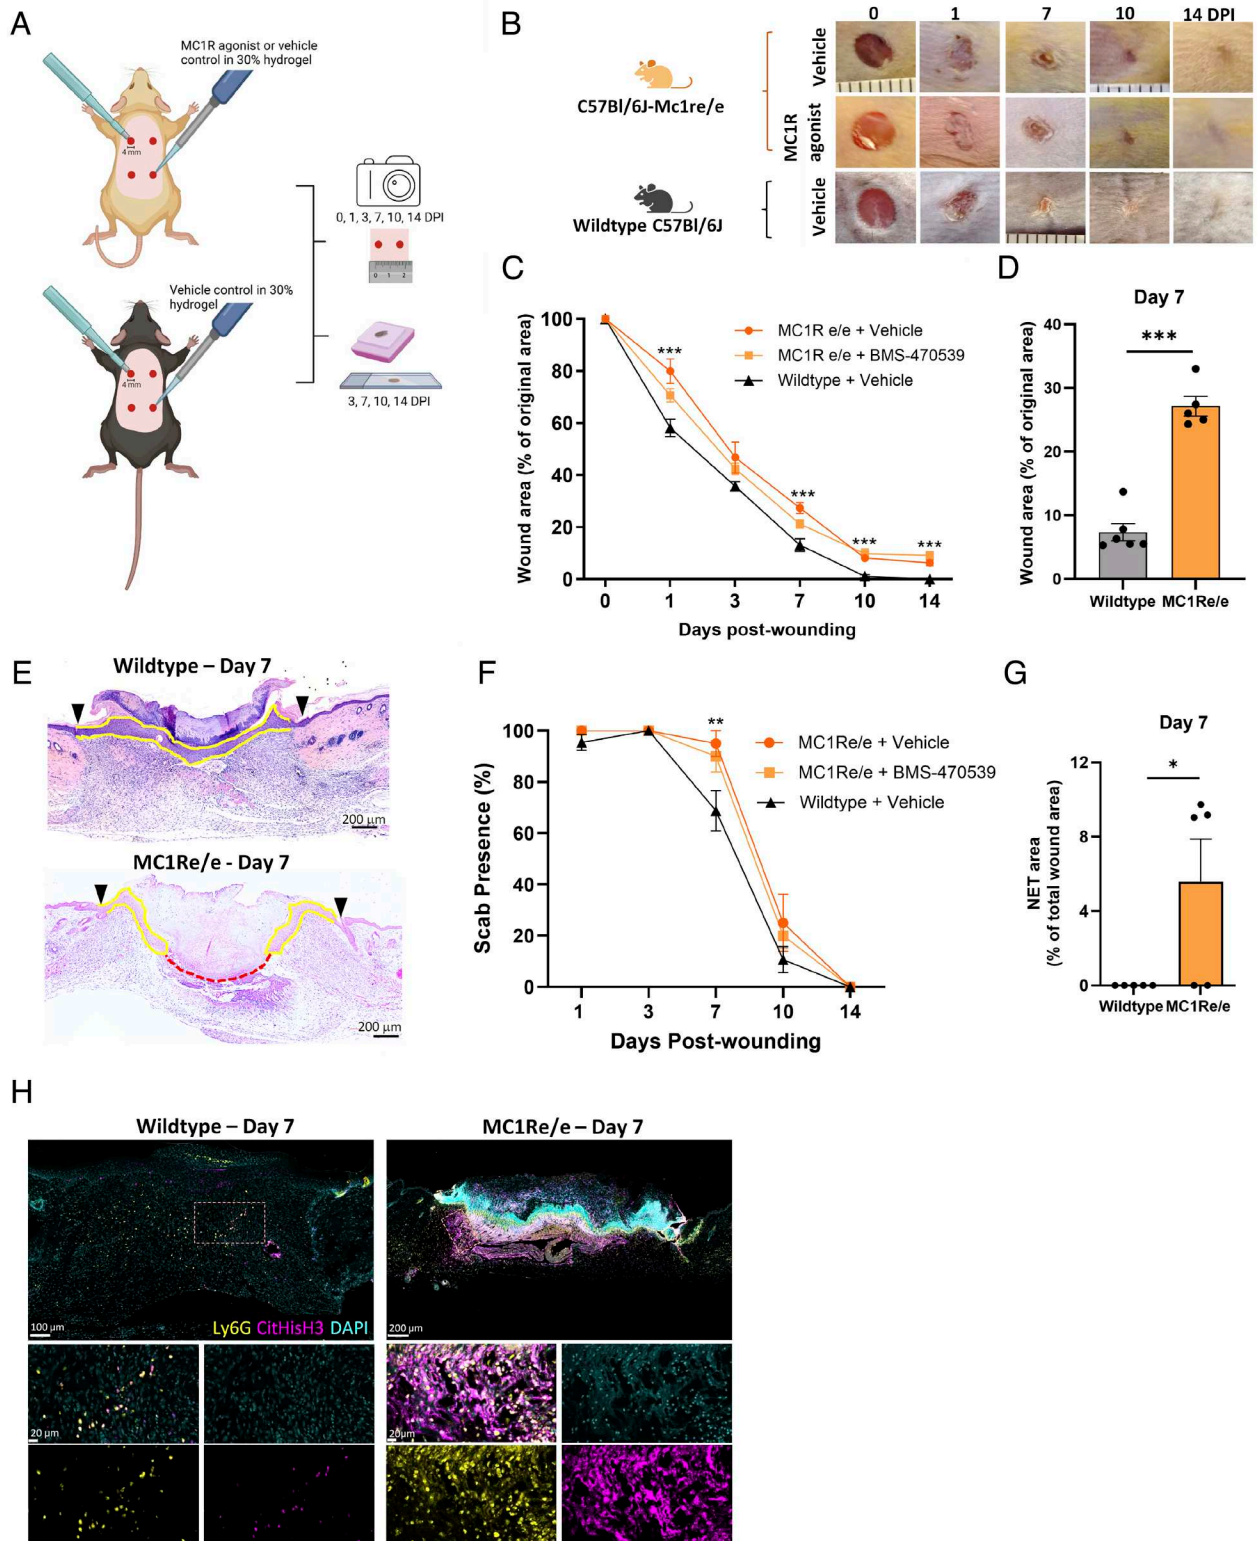 A
MC1R agonist or vehicle
control in 30% hydrogel
4 mm
Vehicle control in 30%
hydrogel
4 mm
0, 1, 3, 7, 10, 14 DPI
0 1 2
3, 7, 10, 14 DPI
B
0 1 7 10 14 DPI
C57Bl/6J-Mc1re/e
Wildtype C57Bl/6J
Vehicle
MC1R
agonist
Vehicle
C
Wound area (% of original area)
100
80
60
40
20
0
***
***
***
***
MC1R e/e + Vehicle
MC1R e/e + BMS-470539
Wildtype + Vehicle
0 1 3 7 10 14
Days post-wounding
D
Day 7
Wound area (% of original area)
40
30
20
10
0
***
Wildtype MC1Re/e
E
Wildtype – Day 7
200 µm
MC1Re/e - Day 7
200 µm
F
Scab Presence (%)
100
80
60
40
20
0
**
MC1Re/e + Vehicle
MC1Re/e + BMS-470539
Wildtype + Vehicle
1 3 7 10 14
Days Post-wounding
G
Day 7
NET area
(% of total wound area)
12
8
4
0
*
Wildtype MC1Re/e
H
Wildtype – Day 7
100 µm
Ly6G CitHisH3 DAPI
20 µm
MC1Re/e – Day 7
200 µm
20µm